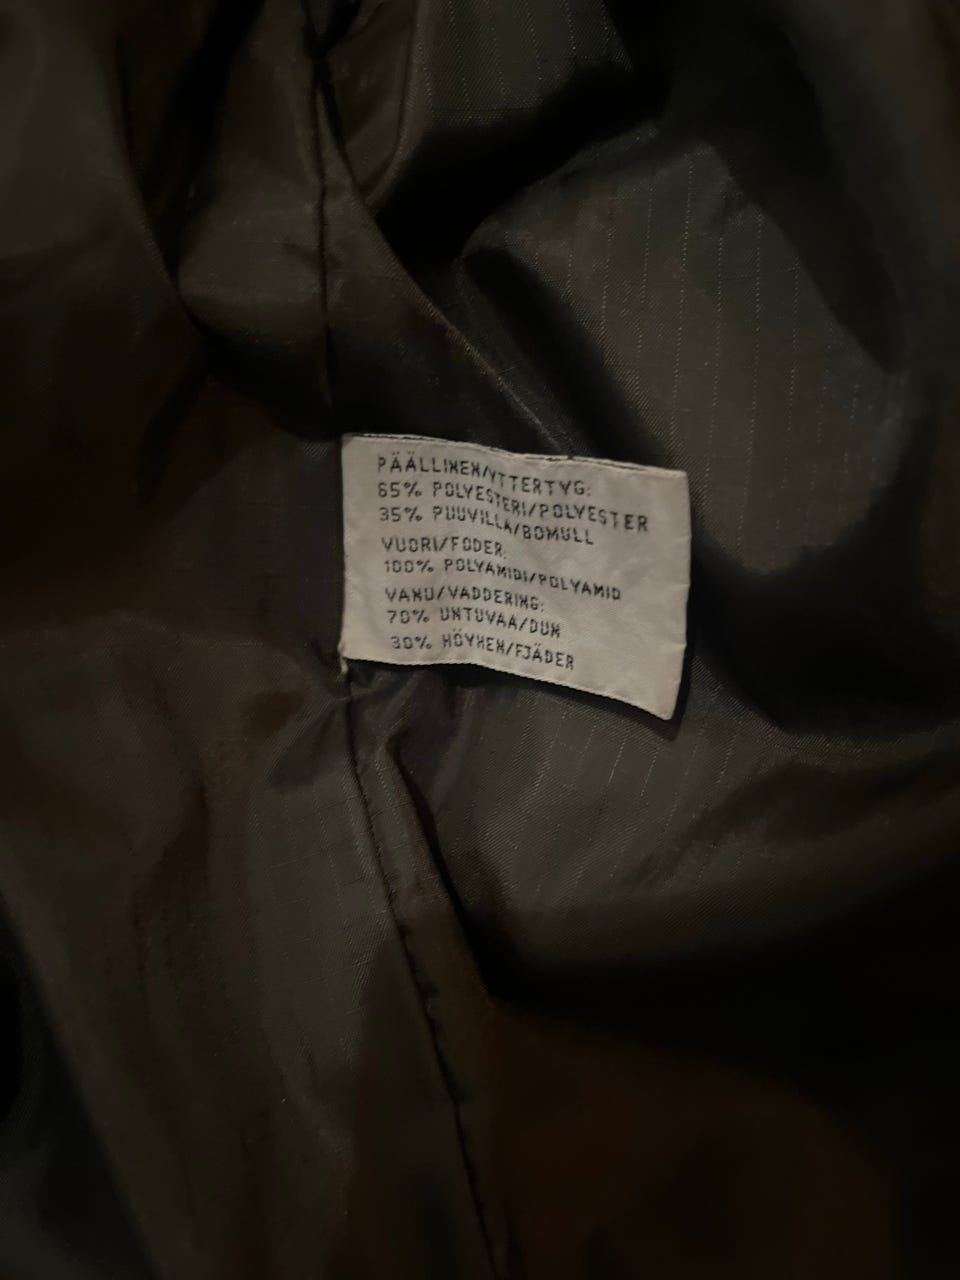 PÄÄLLINEN/YTTERTYG:
65% POLYESTERI/POLYESTER
35% PUUVILLA/BOMULL
VUORI/FODER:
100% POLYAMIDI/POLYAMID
VANU/VADDERING:
70% UNTUVAA/DUN
30% HÖYHEN/FJÄDER